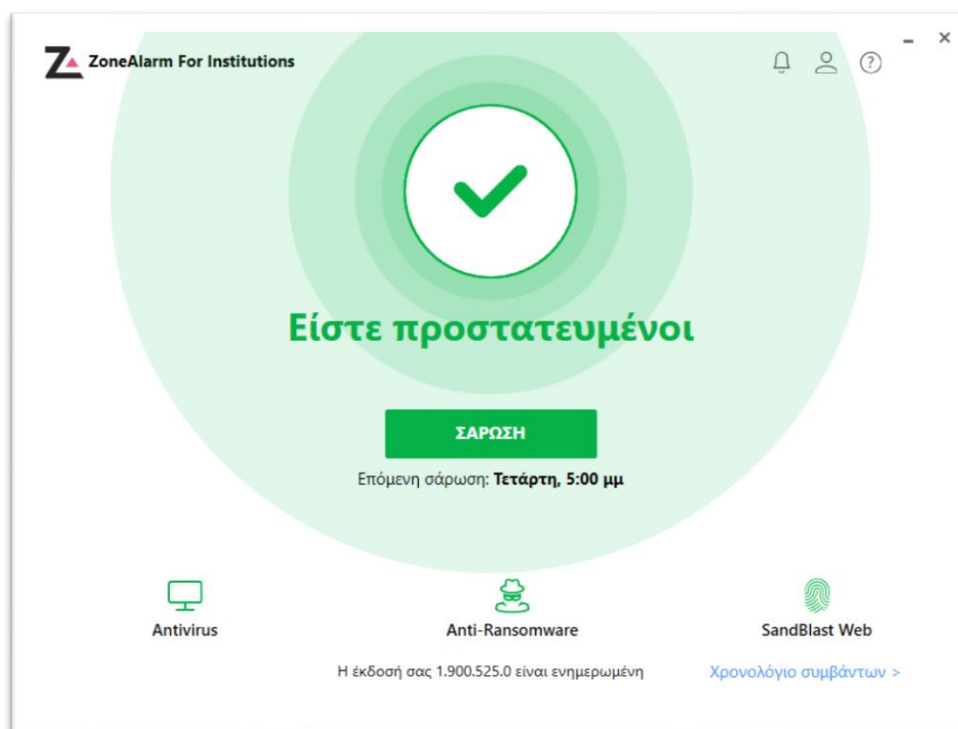 ZoneAlarm For Institutions
Είστε προστατευμένοι
ΣΑΡΩΣΗ
Επόμενη σάρωση: Τετάρτη, 5:00 μμ
Antivirus
Anti-Ransomware
SandBlast Web
Η έκδοσή σας 1.900.525.0 είναι ενημερωμένη
Χρονολόγιο συμβάντων >